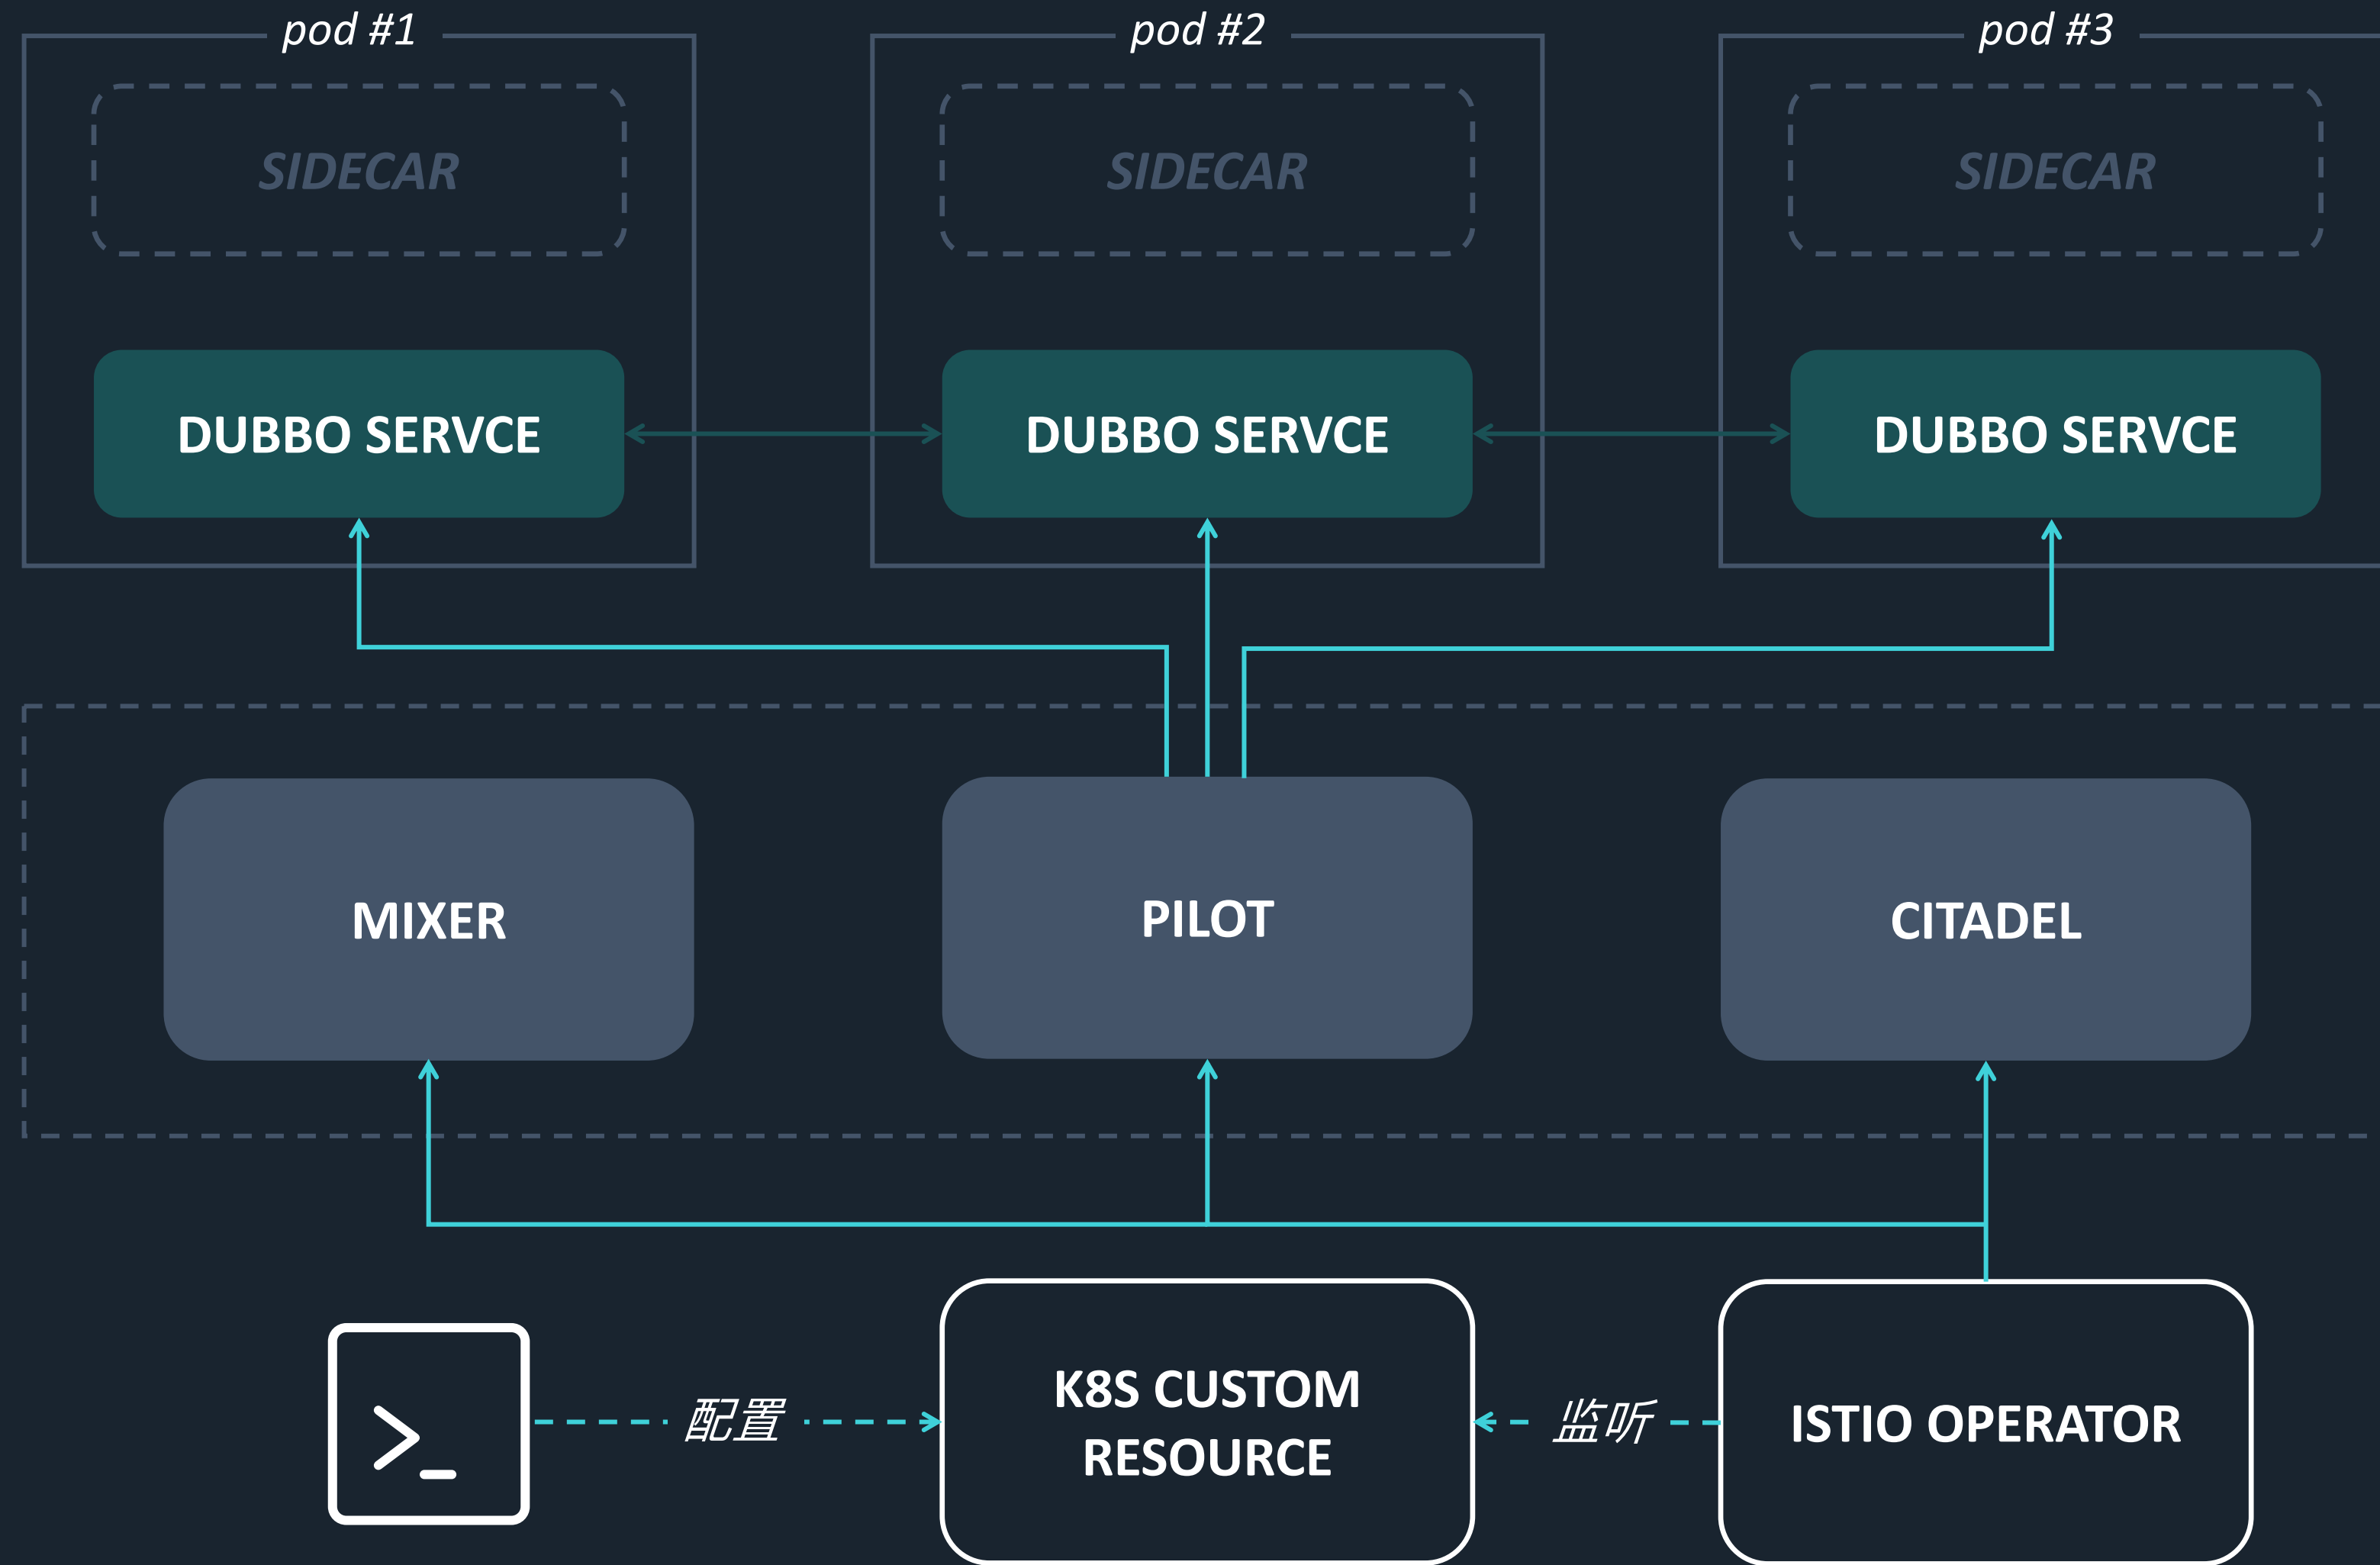 pod #1
pod #2
pod #3
SIDECAR
SIDECAR
SIDECAR
DUBBO SERVCE
DUBBO SERVCE
DUBBO SERVCE
MIXER
PILOT
CITADEL
>_
配置
K8S CUSTOM
RESOURCE
监听
ISTIO OPERATOR